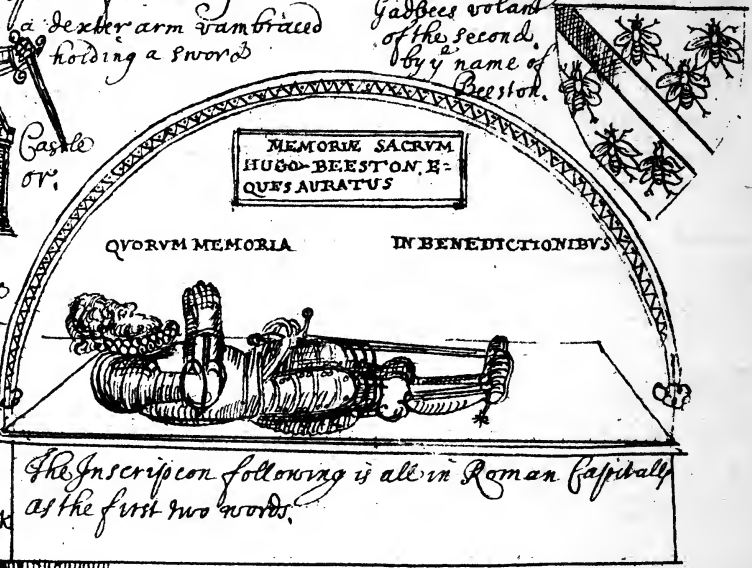 a dexter arm vambraced
holding a sword
Gadbees volant
of the second
by yᵉ name of
Beeston.
Castle
or.
MEMORIÆ SACRVM
HUGO BEESTON. E=
QUES AURATUS
QVORVM MEMORIA
IN BENEDICTIONIBVS
The Inscripcon following is all in Roman Capitalls
as the first two words.